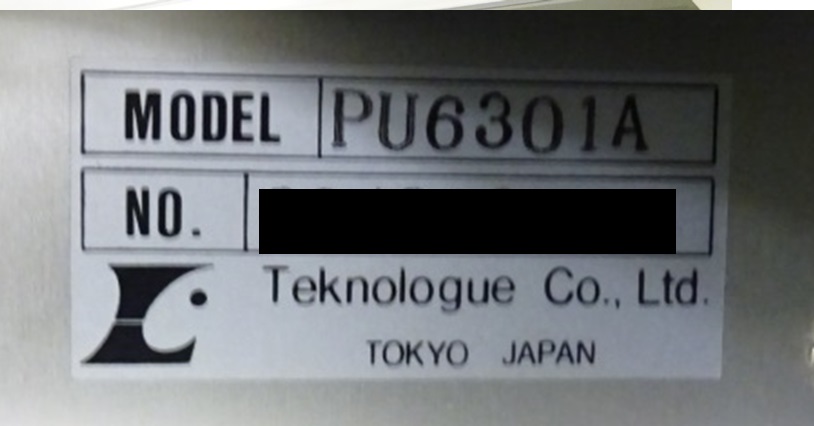 MODEL PU6301A
NO.
Teknologue Co., Ltd.
TOKYO JAPAN